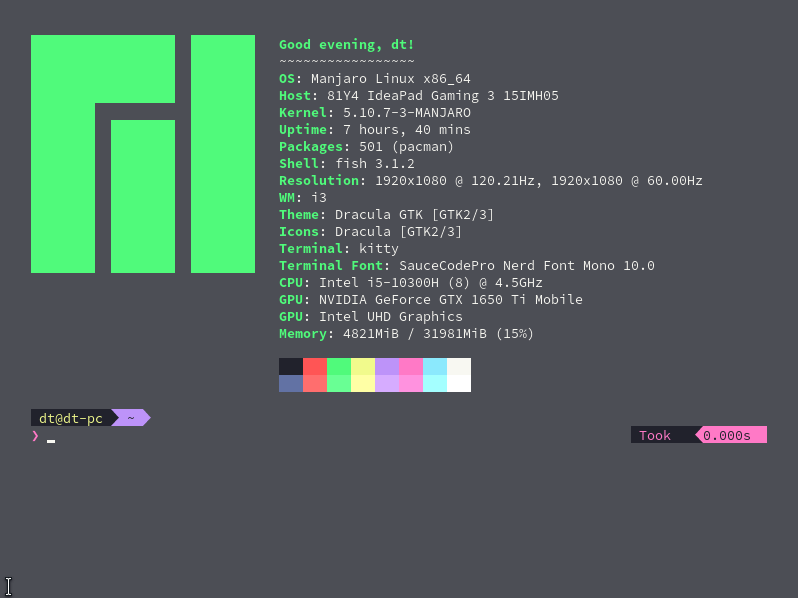 Good evening, dt!
~~~~~~~~~~~~~~~~~
OS: Manjaro Linux x86_64
Host: 81Y4 IdeaPad Gaming 3 15IMH05
Kernel: 5.10.7-3-MANJARO
Uptime: 7 hours, 40 mins
Packages: 501 (pacman)
Shell: fish 3.1.2
Resolution: 1920x1080 @ 120.21Hz, 1920x1080 @ 60.00Hz
WM: i3
Theme: Dracula GTK [GTK2/3]
Icons: Dracula [GTK2/3]
Terminal: kitty
Terminal Font: SauceCodePro Nerd Font Mono 10.0
CPU: Intel i5-10300H (8) @ 4.5GHz
GPU: NVIDIA GeForce GTX 1650 Ti Mobile
GPU: Intel UHD Graphics
Memory: 4821MiB / 31981MiB (15%)
dt@dt-pc ~
❯ Took 0.000s